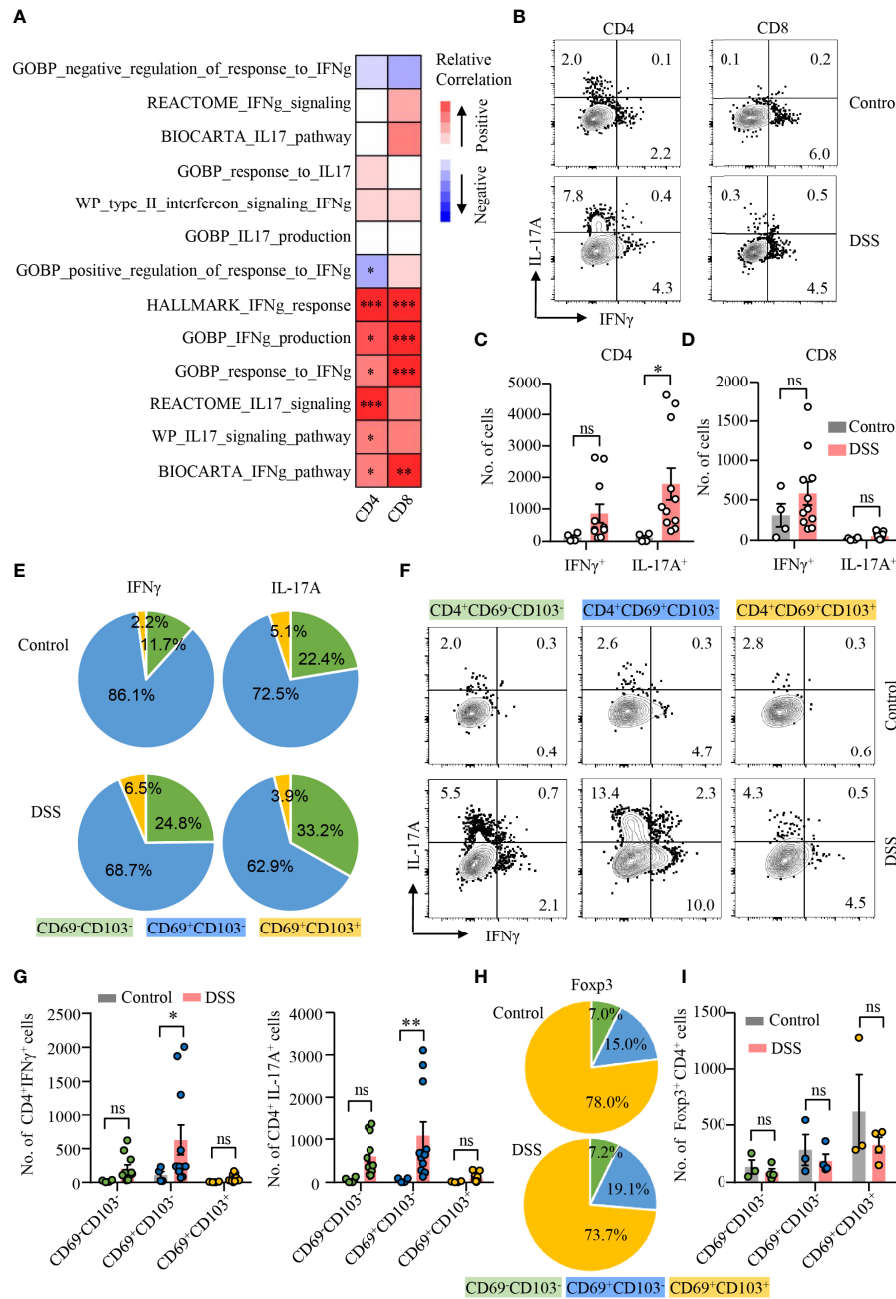 A
GOBP_negative_regulation_of_response_to_IFNg
REACTOME_IFNg_signaling
BIOCARTA_IL17_pathway
GOBP_response_to_IL17
WP_type_II_interferon_signaling_IFNg
GOBP_IL17_production
GOBP_positive_regulation_of_response_to_IFNg
HALLMARK_IFNg_response
GOBP_IFNg_production
GOBP_response_to_IFNg
REACTOME_IL17_signaling
WP_IL17_signaling_pathway
BIOCARTA_IFNg_pathway
*
*** ***
* ***
* ***
***
*
* **
CD4 CD8
Relative
Correlation
Positive
Negative
B
CD4 CD8
2.0 0.1
2.2
0.1 0.2
6.0
Contro
7.8 0.4
4.3
0.3 0.5
4.5
DSS
IL-17A
IFNγ
C
CD4
No. of cells
5000
4000
3000
2000
1000
0
ns
*
IFNγ⁺ IL-17A⁺
D
CD8
No. of cells
2000
1500
1000
500
0
ns
ns
Control
DSS
IFNγ⁺ IL-17A⁺
E
IFNγ IL-17A
Control
2.2%
11.7%
86.1%
5.1%
22.4%
72.5%
DSS
6.5%
24.8%
68.7%
3.9%
33.2%
62.9%
CD69⁻CD103⁻ CD69⁺CD103⁻ CD69⁺CD103⁺
F
CD4⁺CD69⁻CD103⁻ CD4⁺CD69⁺CD103⁻ CD4⁺CD69⁺CD103⁺
2.0 0.3
0.4
2.6 0.3
4.7
2.8 0.3
0.6
Control
5.5 0.7
2.1
13.4 2.3
10.0
4.3 0.5
4.5
DSS
IL-17A
IFNγ
G
Control DSS
No. of CD4⁺IFNγ⁺ cells
2500
2000
1500
1000
500
0
ns
*
ns
CD69⁻CD103⁻
CD69⁺CD103⁻
CD69⁺CD103⁺
No. of CD4⁺ IL-17A⁺ cells
4000
3000
2000
1000
0
ns
**
ns
CD69⁻CD103⁻
CD69⁺CD103⁻
CD69⁺CD103⁺
H
Foxp3
Control
7.0%
15.0%
78.0%
DSS
7.2%
19.1%
73.7%
I
No. of Foxp3⁺ CD4⁺ cells
1500
1000
500
0
Control
DSS
ns
ns
ns
CD69⁻CD103⁻
CD69⁺CD103⁻
CD69⁺CD103⁺
CD69⁻CD103⁻ CD69⁺CD103⁻ CD69⁺CD103⁺